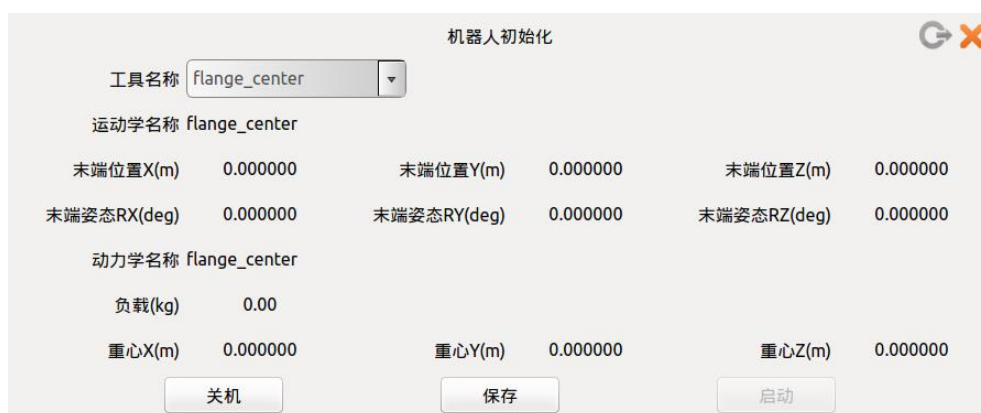 机器人初始化
工具名称 flange_center
运动学名称 flange_center
末端位置X(m) 0.000000 末端位置Y(m) 0.000000 末端位置Z(m) 0.000000
末端姿态RX(deg) 0.000000 末端姿态RY(deg) 0.000000 末端姿态RZ(deg) 0.000000
动力学名称 flange_center
负载(kg) 0.00
重心X(m) 0.000000 重心Y(m) 0.000000 重心Z(m) 0.000000
关机 保存 启动